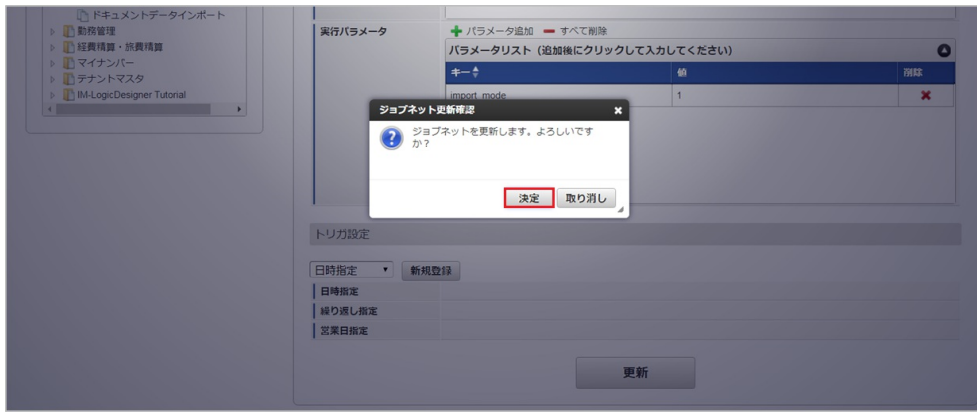 ドキュメントデータインポート
勤務管理
経費精算・旅費精算
マイナンバー
テナントマスタ
IM-LogicDesigner Tutorial
実行パラメータ
パラメータ追加 すべて削除
パラメータリスト（追加後にクリックして入力してください）
キー 値 削除
import_mode 1
ジョブネット更新確認
ジョブネットを更新します。よろしいです
か？
決定 取り消し
トリガ設定
日時指定 新規登録
日時指定
繰り返し指定
営業日指定
更新